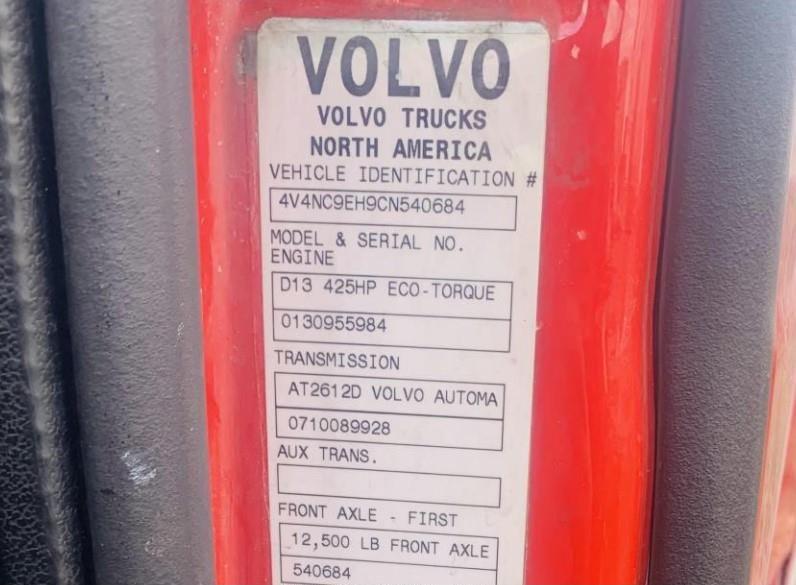 VOLVO
VOLVO TRUCKS
NORTH AMERICA
VEHICLE IDENTIFICATION #
4V4NC9EH9CN540684
MODEL & SERIAL NO.
ENGINE
D13 425HP ECO-TORQUE
0130955984
TRANSMISSION
AT2612D VOLVO AUTOMA
0710089928
AUX TRANS.
FRONT AXLE - FIRST
12,500 LB FRONT AXLE
540684